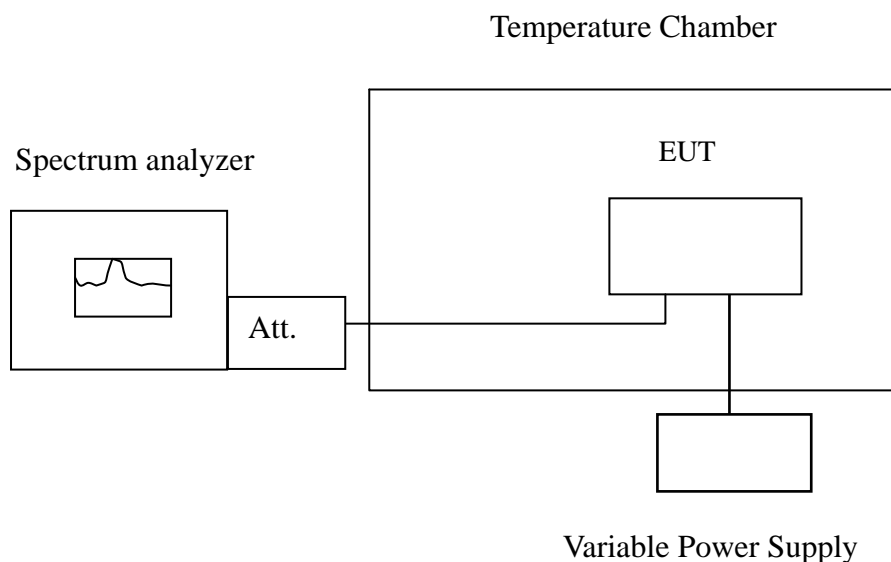 Temperature Chamber
Spectrum analyzer
EUT
Att.
Variable Power Supply